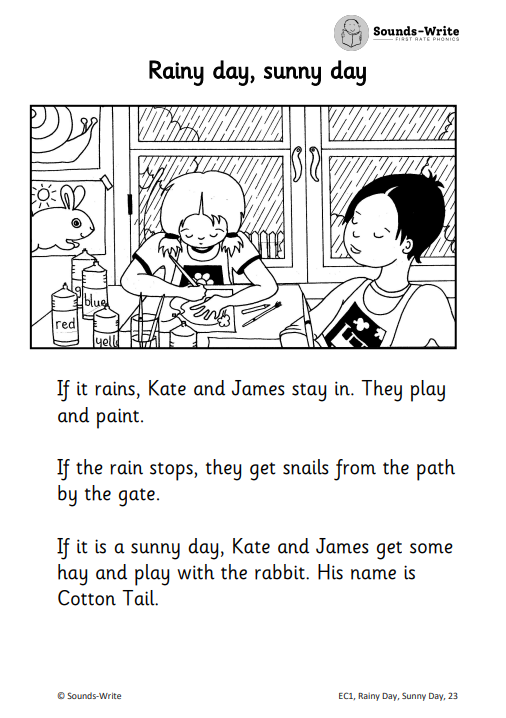 Sounds-Write
FIRST RATE PHONICS
Rainy day, sunny day
g
blue
red
yell
If it rains, Kate and James stay in. They play
and paint.
If the rain stops, they get snails from the path
by the gate.
If it is a sunny day, Kate and James get some
hay and play with the rabbit. His name is
Cotton Tail.
© Sounds-Write
EC1, Rainy Day, Sunny Day, 23